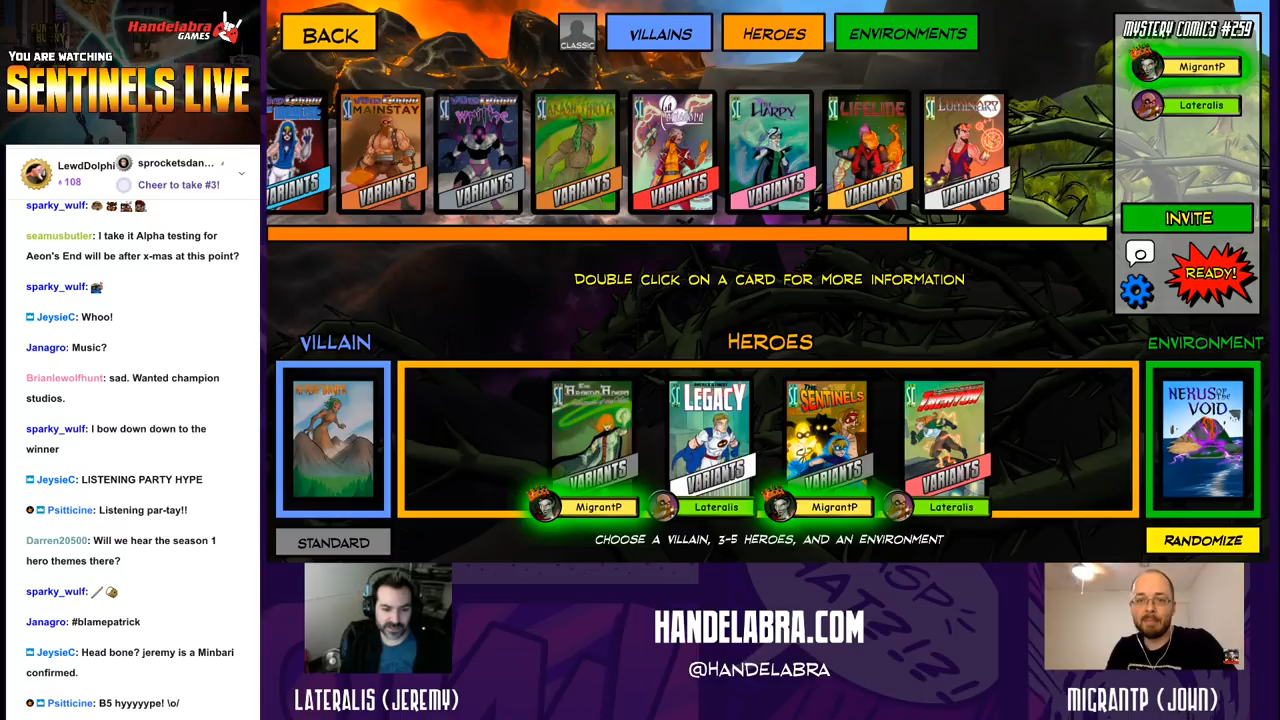 Handelabra
GAMES
YOU ARE WATCHING
SENTINELS LIVE
LewdDolphi
108
sprocketsdan...
Cheer to take #3!
sparky_wulf:
seamusbutler: I take it Alpha testing for
Aeon's End will be after x-mas at this point?
sparky_wulf:
JeysieC: Whoo!
Janagro: Music?
Brianlewolfhunt: sad. Wanted champion
studios.
sparky_wulf: I bow down down to the
winner
JeysieC: LISTENING PARTY HYPE
Psitticine: Listening par-tay!!
Darren20500: Will we hear the season 1
hero themes there?
sparky_wulf:
Janagro: #blamepatrick
JeysieC: Head bone? jeremy is a Minbari
confirmed.
Psitticine: B5 hyyyyype! \o/
BACK
CLASSIC
VILLAINS
HEROES
ENVIRONMENTS
MAINSTAY
WRITHE
HARPY
LIFELINE
LUMINARY
VARIANTS
VARIANTS
VARIANTS
VARIANTS
VARIANTS
VARIANTS
VARIANTS
VARIANTS
DOUBLE CLICK ON A CARD FOR MORE INFORMATION
VILLAIN
HEROES
ENVIRONMENT
LEGACY
THE SENTINELS
TACHYON
NEXUS OF THE VOID
VARIANTS
VARIANTS
VARIANTS
VARIANTS
MigrantP
Lateralis
MigrantP
Lateralis
STANDARD
CHOOSE A VILLAIN, 3-5 HEROES, AND AN ENVIRONMENT
RANDOMIZE
MYSTERY COMICS #259
MigrantP
Lateralis
INVITE
READY!
HANDELABRA.COM
@HANDELABRA
LATERALIS (JEREMY)
MIGRANTP (JOHN)